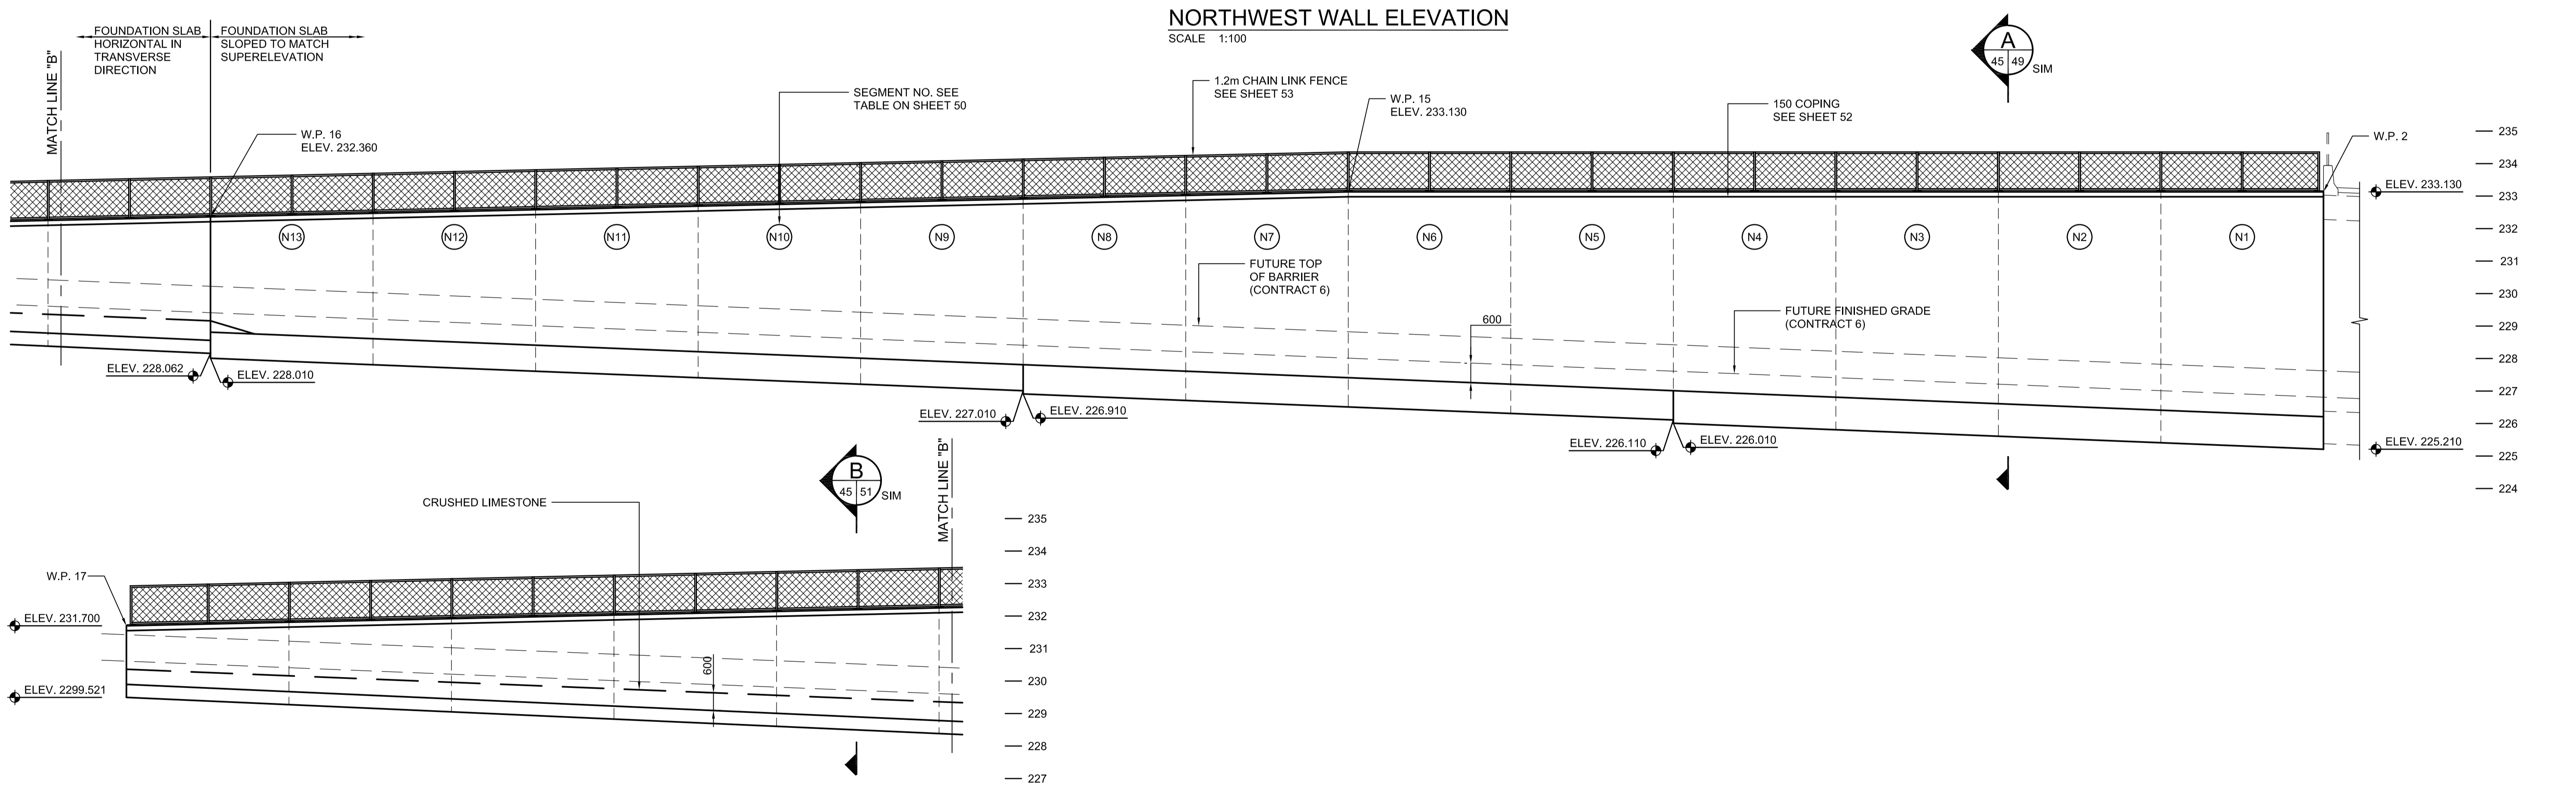 NORTHWEST WALL ELEVATION
SCALE 1:100
FOUNDATION SLAB
HORIZONTAL IN
TRANSVERSE
DIRECTION
FOUNDATION SLAB
SLOPED TO MATCH
SUPERELEVATION
MATCH LINE "B"
W.P. 16
ELEV. 232.360
SEGMENT NO. SEE
TABLE ON SHEET 50
1.2m CHAIN LINK FENCE
SEE SHEET 53
W.P. 15
ELEV. 233.130
150 COPING
SEE SHEET 52
A
45 49
SIM
W.P. 2
ELEV. 233.130
235
234
233
232
231
230
229
228
227
226
225
224
N13
N12
N11
N10
N9
N8
N7
N6
N5
N4
N3
N2
N1
FUTURE TOP
OF BARRIER
(CONTRACT 6)
600
FUTURE FINISHED GRADE
(CONTRACT 6)
ELEV. 228.062
ELEV. 228.010
ELEV. 227.010
ELEV. 226.910
ELEV. 226.110
ELEV. 226.010
ELEV. 225.210
B
45 51
SIM
MATCH LINE "B"
CRUSHED LIMESTONE
W.P. 17
ELEV. 231.700
ELEV. 2299.521
600
235
234
233
232
231
230
229
228
227